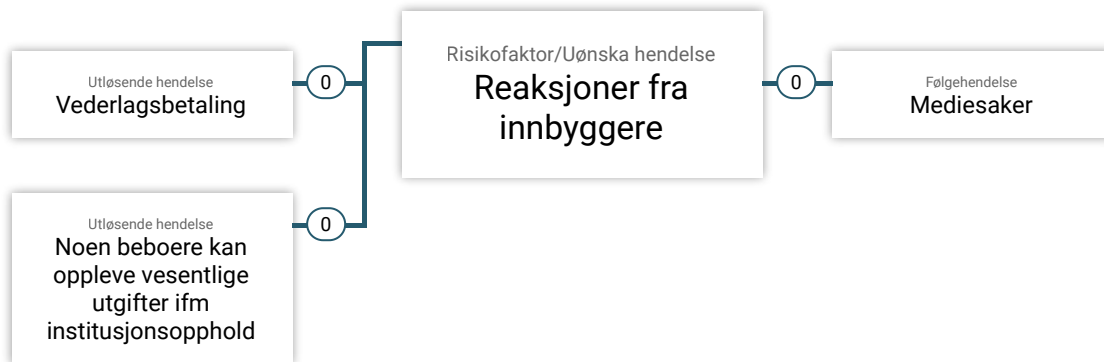 Utløsende hendelse
Vederlagsbetaling
0
Utløsende hendelse
Noen beboere kan
oppleve vesentlige
utgifter ifm
institusjonsopphold
0
Risikofaktor/Uønska hendelse
Reaksjoner fra
innbyggere
0
Følgehendelse
Mediesaker